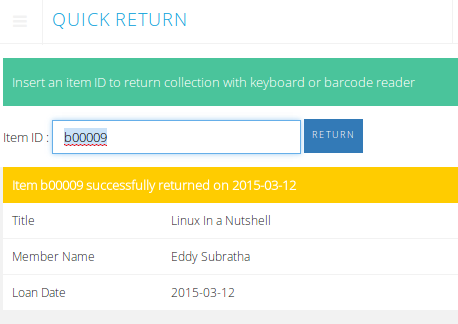 QUICK RETURN
Insert an item ID to return collection with keyboard or barcode reader
Item ID : b00009 RETURN
Item b00009 successfully returned on 2015-03-12
Title Linux In a Nutshell
Member Name Eddy Subratha
Loan Date 2015-03-12